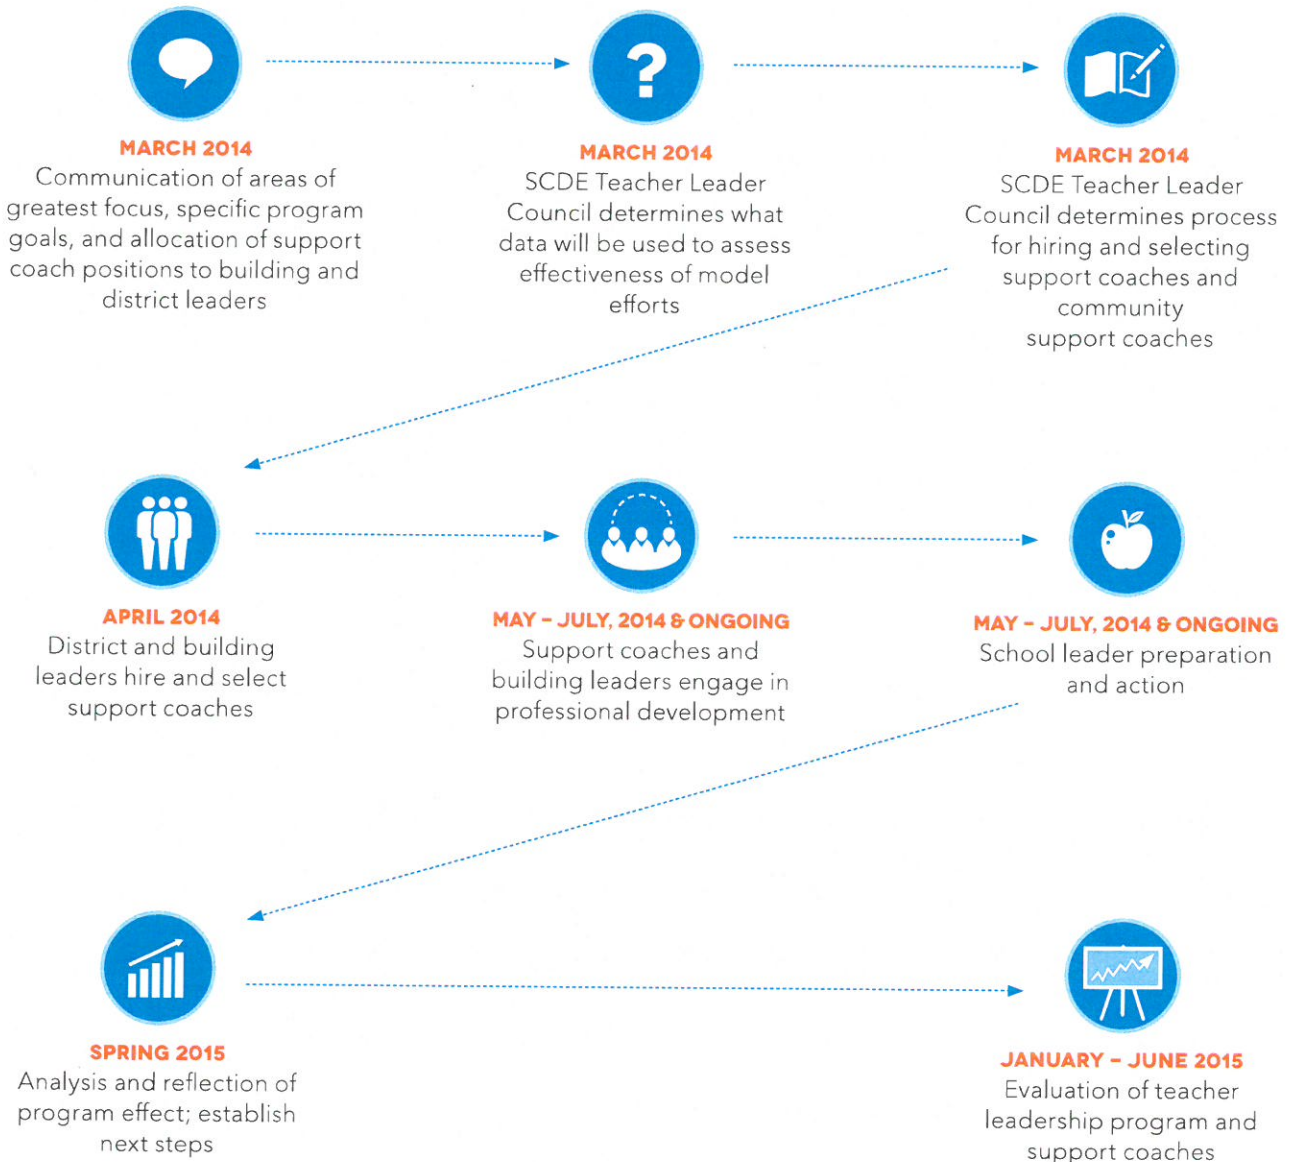 MARCH 2014
Communication of areas of
greatest focus, specific program
goals, and allocation of support
coach positions to building and
district leaders
?
MARCH 2014
SCDE Teacher Leader
Council determines what
data will be used to assess
effectiveness of model
efforts
MARCH 2014
SCDE Teacher Leader
Council determines process
for hiring and selecting
support coaches and
community
support coaches
APRIL 2014
District and building
leaders hire and select
support coaches
MAY – JULY, 2014 & ONGOING
Support coaches and
building leaders engage in
professional development
MAY – JULY, 2014 & ONGOING
School leader preparation
and action
SPRING 2015
Analysis and reflection of
program effect; establish
next steps
JANUARY – JUNE 2015
Evaluation of teacher
leadership program and
support coaches